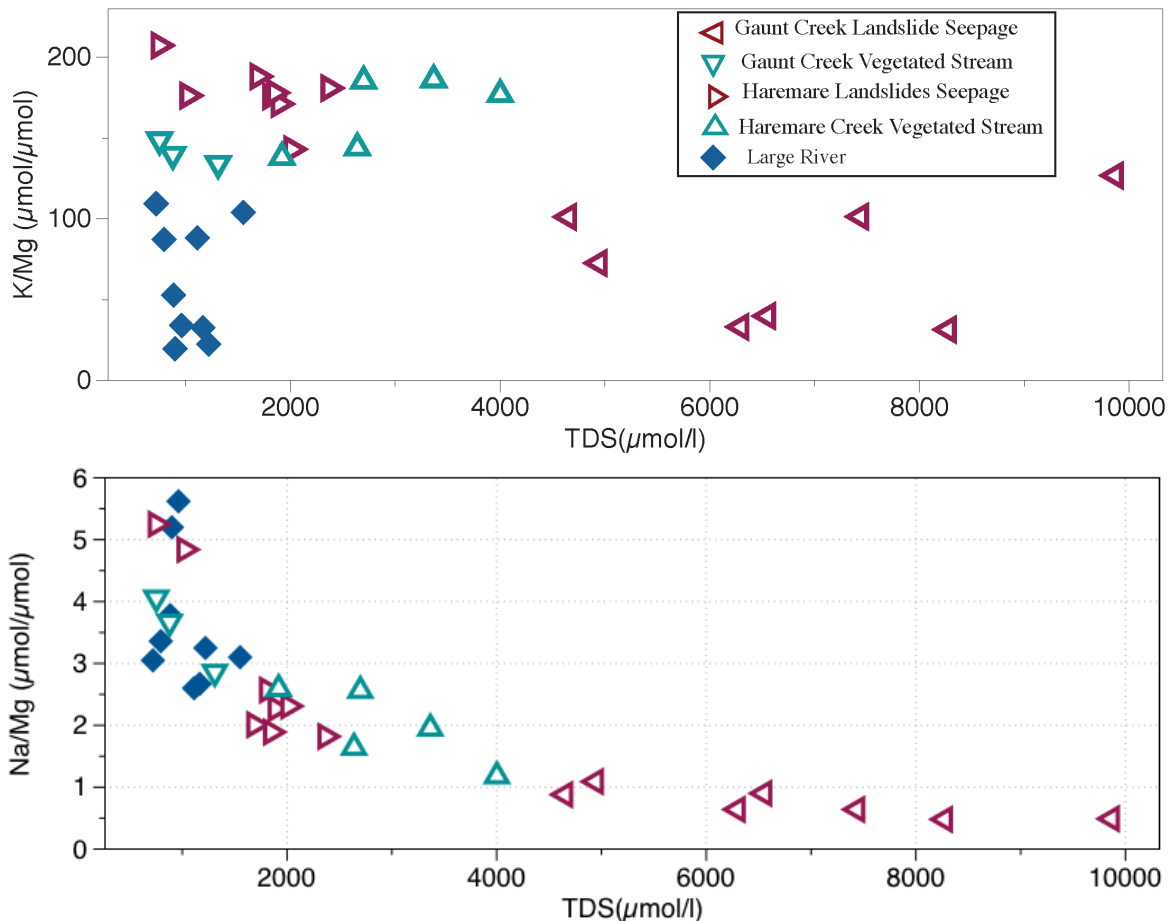 Gaunt Creek Landslide Seepage
Gaunt Creek Vegetated Stream
Haremare Landslides Seepage
Haremare Creek Vegetated Stream
Large River
K/Mg (µmol/µmol)
200
100
0
2000 4000 6000 8000 10000
TDS(µmol/l)
Na/Mg (µmol/µmol)
6
5
4
3
2
1
0
2000 4000 6000 8000 10000
TDS(µmol/l)